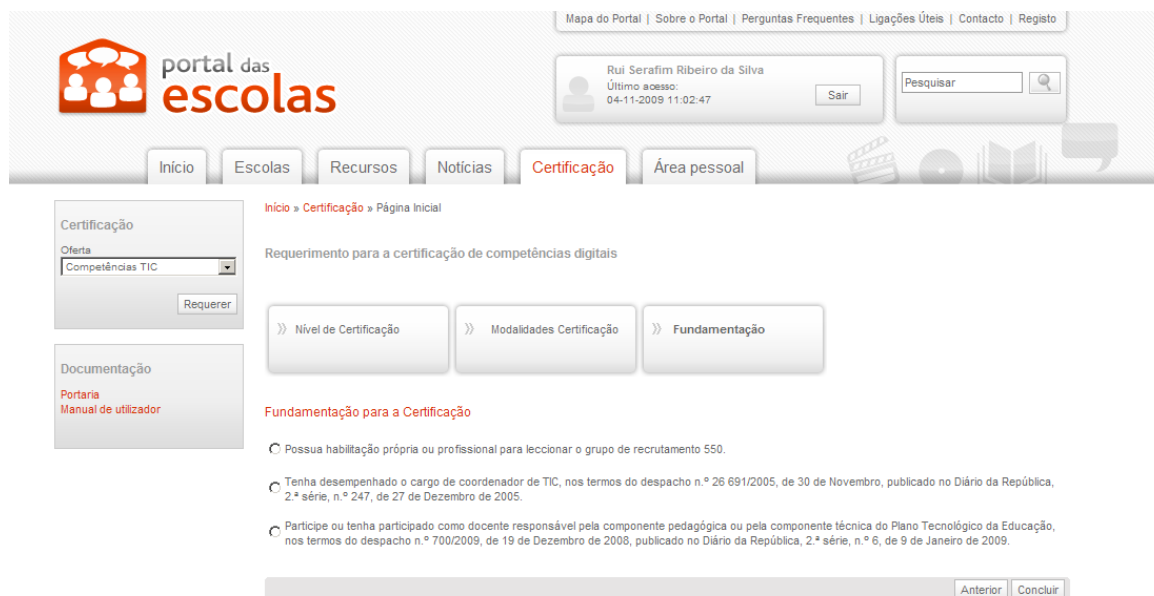 Mapa do Portal | Sobre o Portal | Perguntas Frequentes | Ligações Úteis | Contacto | Registo
portal das
escolas
Rui Serafim Ribeiro da Silva
Último acesso:
04-11-2009 11:02:47
Sair
Pesquisar
Início
Escolas
Recursos
Notícias
Certificação
Área pessoal
Certificação
Oferta
Competências TIC
Requerer
Documentação
Portaria
Manual de utilizador
Início » Certificação » Página Inicial
Requerimento para a certificação de competências digitais
Nível de Certificação
Modalidades Certificação
Fundamentação
Fundamentação para a Certificação
Possua habilitação própria ou profissional para leccionar o grupo de recrutamento 550.
Tenha desempenhado o cargo de coordenador de TIC, nos termos do despacho n.º 26 691/2005, de 30 de Novembro, publicado no Diário da República,
2.ª série, n.º 247, de 27 de Dezembro de 2005.
Participe ou tenha participado como docente responsável pela componente pedagógica ou pela componente técnica do Plano Tecnológico da Educação,
nos termos do despacho n.º 700/2009, de 19 de Dezembro de 2008, publicado no Diário da República, 2.ª série, n.º 6, de 9 de Janeiro de 2009.
Anterior
Concluir